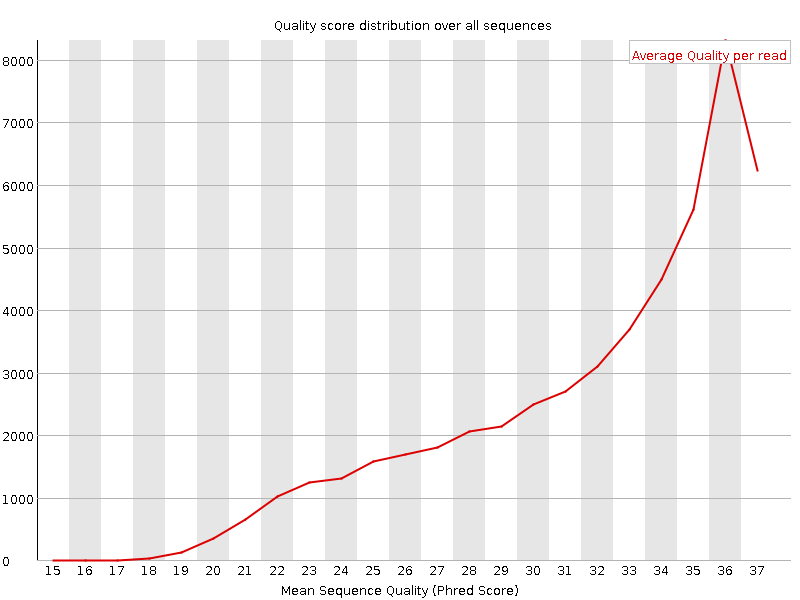 Quality score distribution over all sequences
Average Quality per read
8000
7000
6000
5000
4000
3000
2000
1000
0
15 16 17 18 19 20 21 22 23 24 25 26 27 28 29 30 31 32 33 34 35 36 37
Mean Sequence Quality (Phred Score)